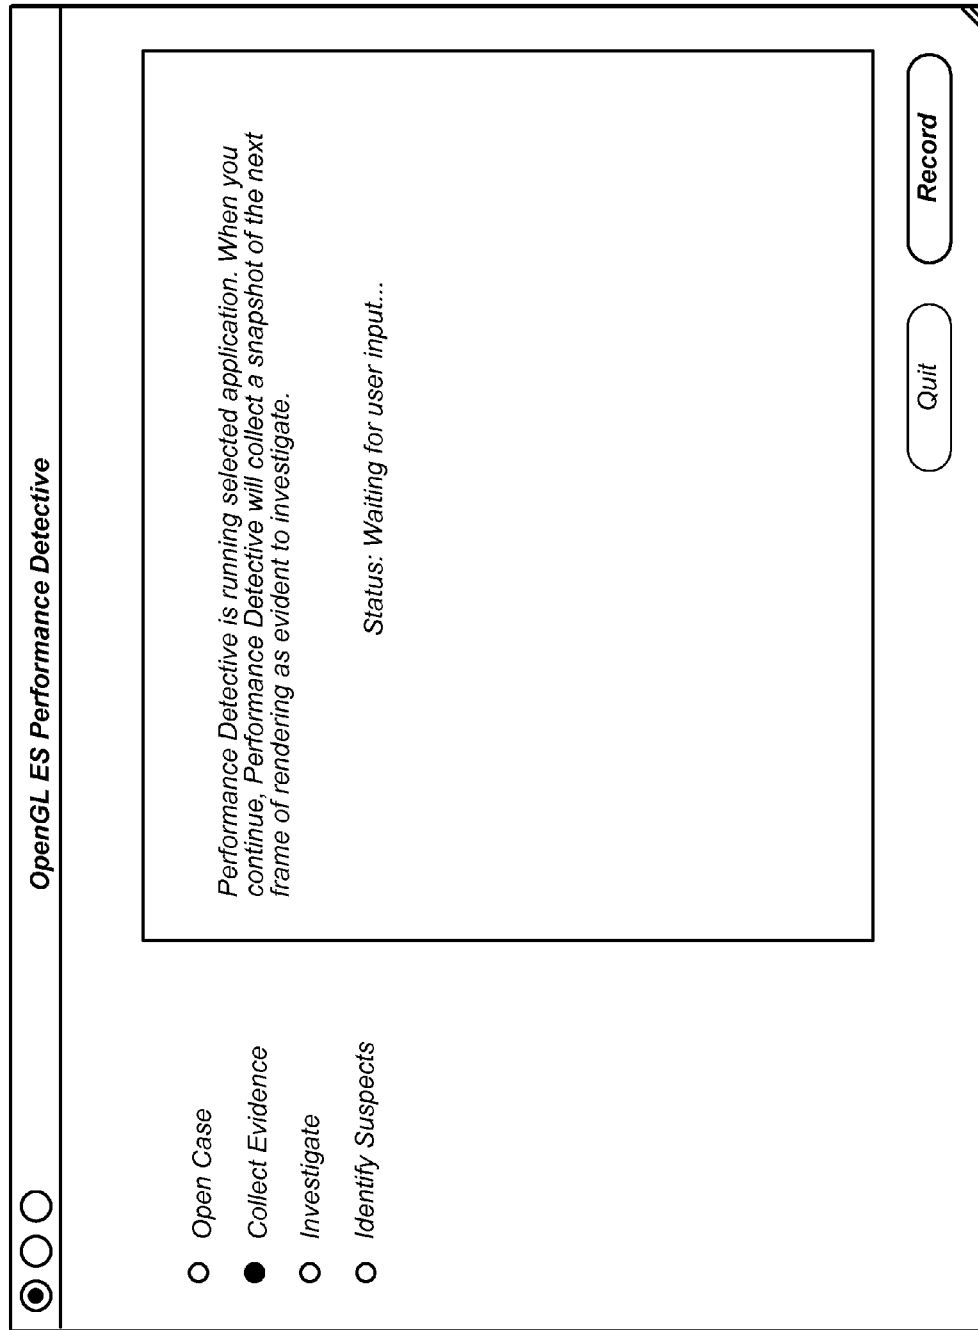 OpenGL ES Performance Detective
Open Case
Collect Evidence
Investigate
Identify Suspects
Performance Detective is running selected application. When you
continue, Performance Detective will collect a snapshot of the next
frame of rendering as evident to investigate.
Status: Waiting for user input...
Quit
Record